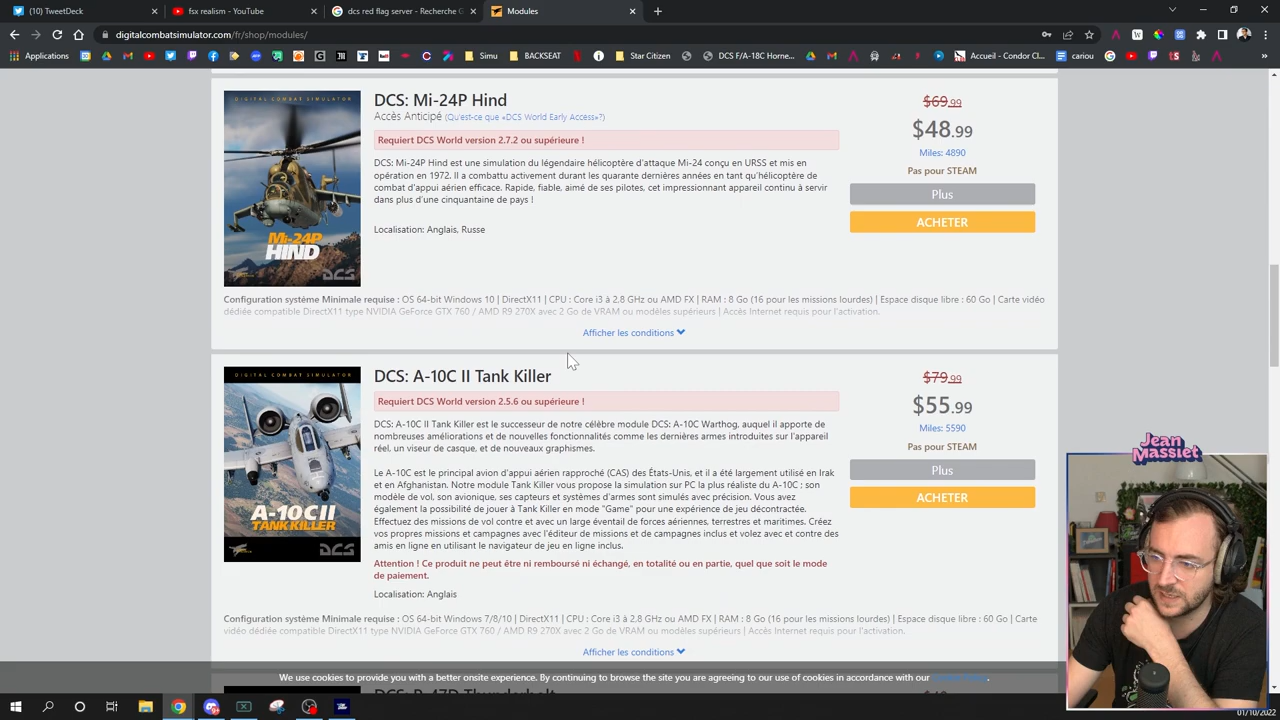 (10) TweetDeck
fsx realism - YouTube
dcs red flag server - Recherche G
Modules
digitalcombatsimulator.com/fr/shop/modules/
Applications
Simu
BACKSEAT
Star Citizen
DCS F/A-18C Horne...
Accueil - Condor Cl...
cariou
DIGITAL COMBAT SIMULATOR
Mi-24P
HIND
DCS
DCS: Mi-24P Hind
Accès Anticipé (Qu'est-ce que «DCS World Early Access»?)
Requiert DCS World version 2.7.2 ou supérieure !
DCS: Mi-24P Hind est une simulation du légendaire hélicoptère d'attaque Mi-24 conçu en URSS et mis en
opération en 1972. Il a combattu activement durant les quarante dernières années en tant qu'hélicoptère de
combat d'appui aérien efficace. Rapide, fiable, aimé de ses pilotes, cet impressionnant appareil continu à servir
dans plus d'une cinquantaine de pays !
Localisation: Anglais, Russe
$69.99
$48.99
Miles: 4890
Pas pour STEAM
Plus
ACHETER
Configuration système Minimale requise : OS 64-bit Windows 10 | DirectX11 | CPU : Core i3 à 2,8 GHz ou AMD FX | RAM : 8 Go (16 pour les missions lourdes) | Espace disque libre : 60 Go | Carte vidéo
dédiée compatible DirectX11 type NVIDIA GeForce GTX 760 / AMD R9 270X avec 2 Go de VRAM ou modèles supérieurs | Accès Internet requis pour l'activation.
Afficher les conditions
DIGITAL COMBAT SIMULATOR
A-10C II
TANK KILLER
DCS
DCS: A-10C II Tank Killer
Requiert DCS World version 2.5.6 ou supérieure !
DCS: A-10C II Tank Killer est le successeur de notre célèbre module DCS: A-10C Warthog, auquel il apporte de
nombreuses améliorations et de nouvelles fonctionnalités comme les dernières armes introduites sur l'appareil
réel, un viseur de casque, et de nouveaux graphismes.
Le A-10C est le principal avion d'appui aérien rapproché (CAS) des États-Unis, et il a été largement utilisé en Irak
et en Afghanistan. Notre module Tank Killer vous propose la simulation sur PC la plus réaliste du A-10C ; son
modèle de vol, son avionique, ses capteurs et systèmes d'armes sont simulés avec précision. Vous avez
également la possibilité de jouer à Tank Killer en mode "Game" pour une expérience de jeu décontractée.
Effectuez des missions de vol contre et avec un large éventail de forces aériennes, terrestres et maritimes. Créez
vos propres missions et campagnes avec l'éditeur de missions et de campagnes inclus et volez avec et contre des
amis en ligne en utilisant le navigateur de jeu en ligne inclus.
Attention ! Ce produit ne peut être ni remboursé ni échangé, en totalité ou en partie, quel que soit le mode
de paiement.
Localisation: Anglais
$79.99
$55.99
Miles: 5590
Pas pour STEAM
Plus
ACHETER
Configuration système Minimale requise : OS 64-bit Windows 7/8/10 | DirectX11 | CPU : Core i3 à 2,8 GHz ou AMD FX | RAM : 8 Go (16 pour les missions lourdes) | Espace disque libre : 60 Go | Carte
vidéo dédiée compatible DirectX11 type NVIDIA GeForce GTX 760 / AMD R9 270X avec 2 Go de VRAM ou modèles supérieurs | Accès Internet requis pour l'activation.
Afficher les conditions
Jean
Massiet
DCS: P-47D Thunderbolt
We use cookies to provide you with a better onsite experience. By continuing to browse the site you are agreeing to our use of cookies in accordance with our
01/10/2022